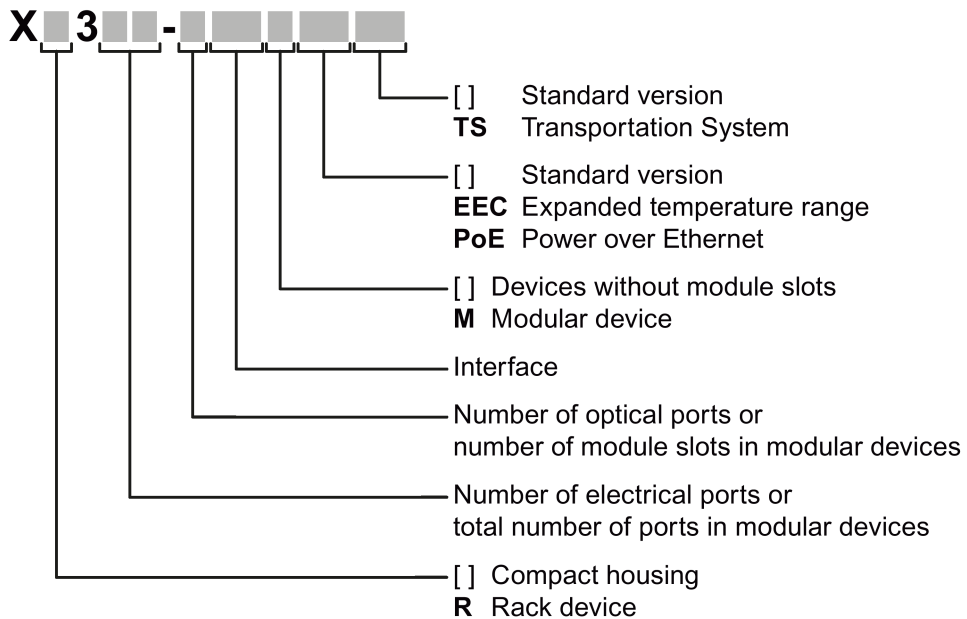 X 3 -
[ ] Standard version
TS Transportation System
[ ] Standard version
EEC Expanded temperature range
PoE Power over Ethernet
[ ] Devices without module slots
M Modular device
Interface
Number of optical ports or
number of module slots in modular devices
Number of electrical ports or
total number of ports in modular devices
[ ] Compact housing
R Rack device